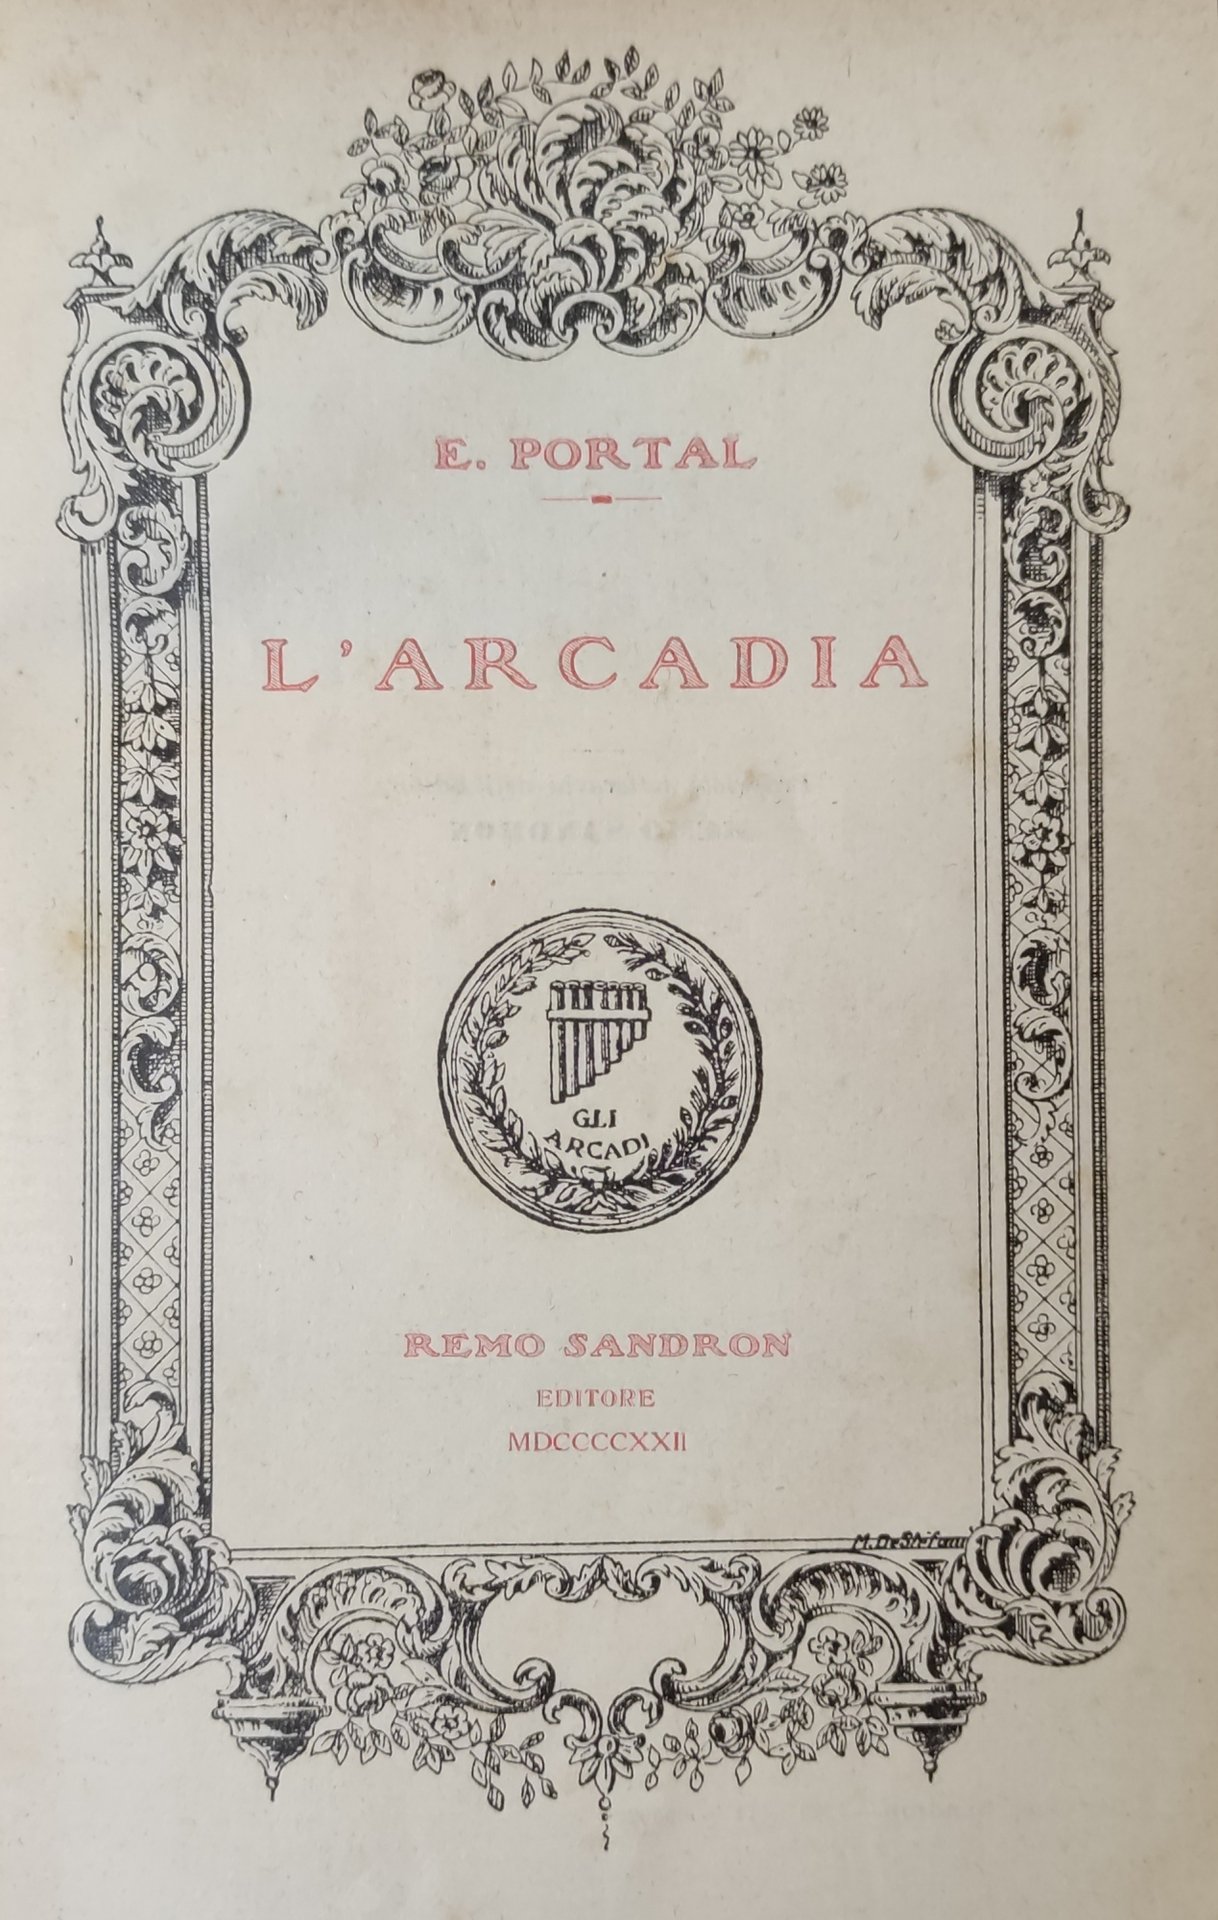 E. PORTAL
L'ARCADIA
GLI
ARCADI
REMO SANDRON
EDITORE
MDCCCCXXII